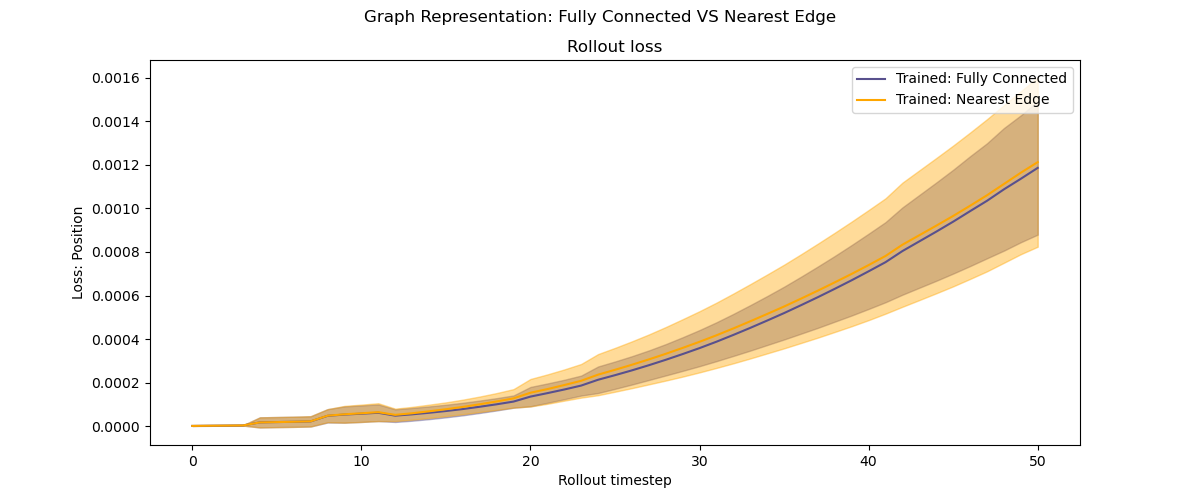 Graph Representation: Fully Connected VS Nearest Edge
Rollout loss
Trained: Fully Connected
Trained: Nearest Edge
Loss: Position
0.0016
0.0014
0.0012
0.0010
0.0008
0.0006
0.0004
0.0002
0.0000
0 10 20 30 40 50
Rollout timestep